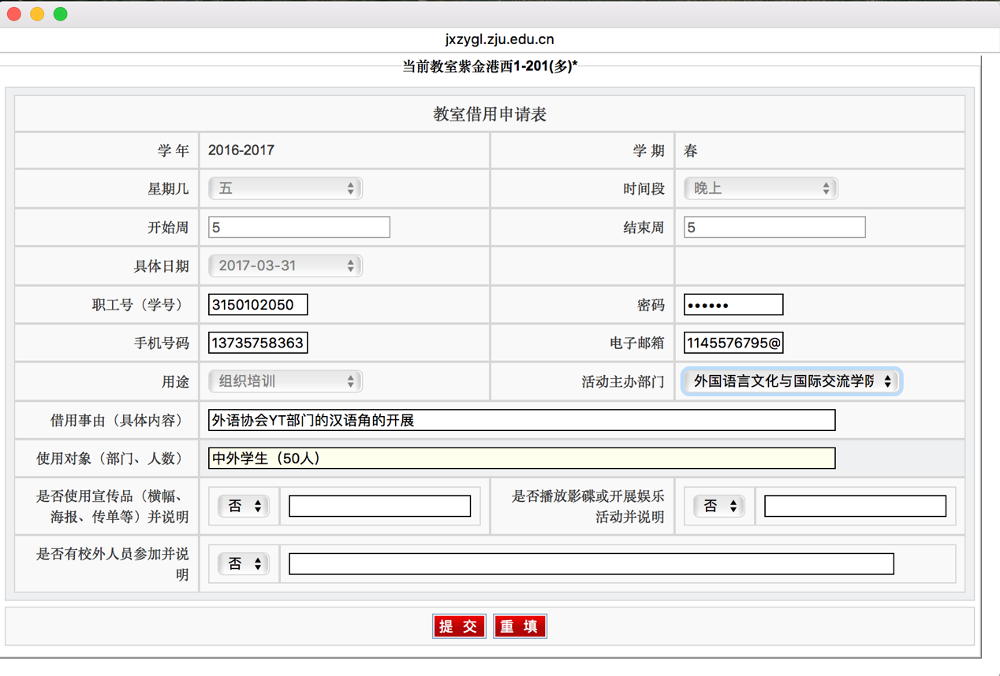 jxzygl.zju.edu.cn
当前教室紫金港西1-201(多)*
教室借用申请表
学 年 2016-2017 学 期 春
星期几 五 时间段 晚上
开始周 5 结束周 5
具体日期 2017-03-31
职工号（学号） 3150102050 密码 ••••••
手机号码 13735758363 电子邮箱 1145576795@
用途 组织培训 活动主办部门 外国语言文化与国际交流学院
借用事由（具体内容） 外语协会YT部门的汉语角的开展
使用对象（部门、人数） 中外学生（50人）
是否使用宣传品（横幅、
海报、传单等）并说明 否
是否播放影碟或开展娱乐
活动并说明 否
是否有校外人员参加并说
明 否
提 交 重 填